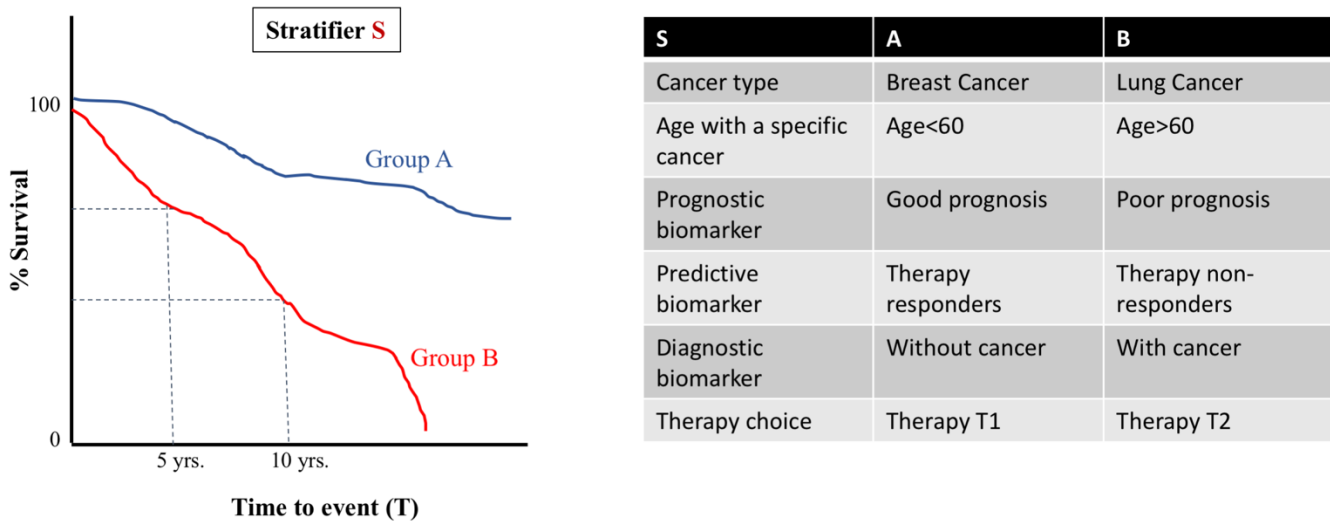 Stratifier S
100
Group A
% Survival
Group B
0
5 yrs.
10 yrs.
Time to event (T)
S A B
Cancer type Breast Cancer Lung Cancer
Age with a specific Age<60 Age>60
cancer
Prognostic Good prognosis Poor prognosis
biomarker
Predictive Therapy Therapy non-
biomarker responders responders
Diagnostic Without cancer With cancer
biomarker
Therapy choice Therapy T1 Therapy T2